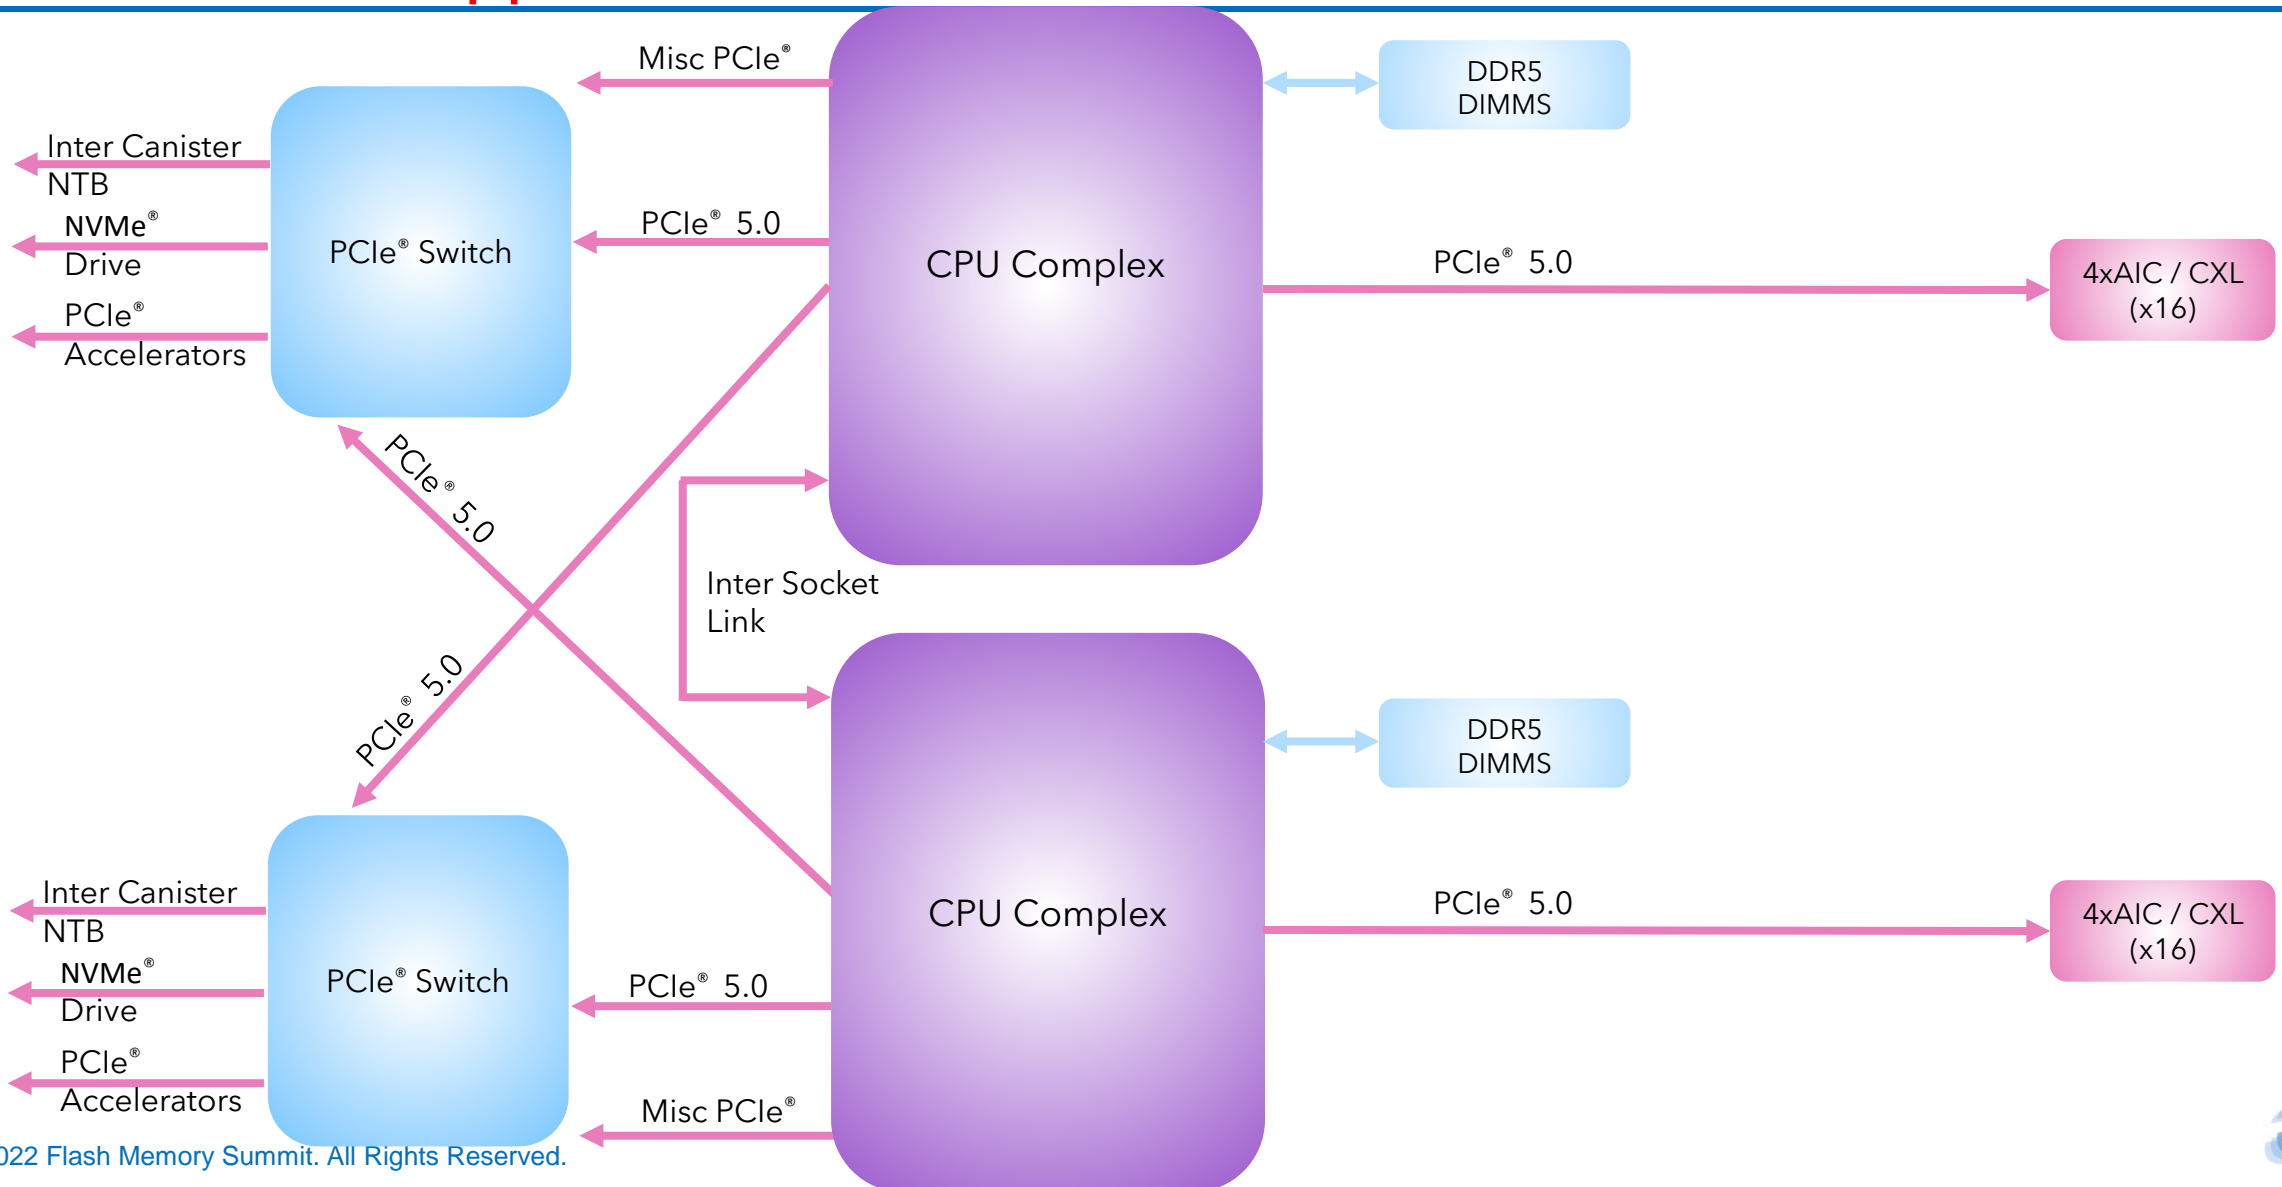 Misc PCIe®
DDR5
DIMMS
Inter Canister
NTB
NVMe®
Drive
PCIe®
Accelerators
PCIe® Switch
PCIe® 5.0
CPU Complex
PCIe® 5.0
4xAIC / CXL
(x16)
PCIe® 5.0
PCIe® 5.0
Inter Socket
Link
DDR5
DIMMS
Inter Canister
NTB
NVMe®
Drive
PCIe®
Accelerators
PCIe® Switch
PCIe® 5.0
CPU Complex
PCIe® 5.0
4xAIC / CXL
(x16)
Misc PCIe®
022 Flash Memory Summit. All Rights Reserved.